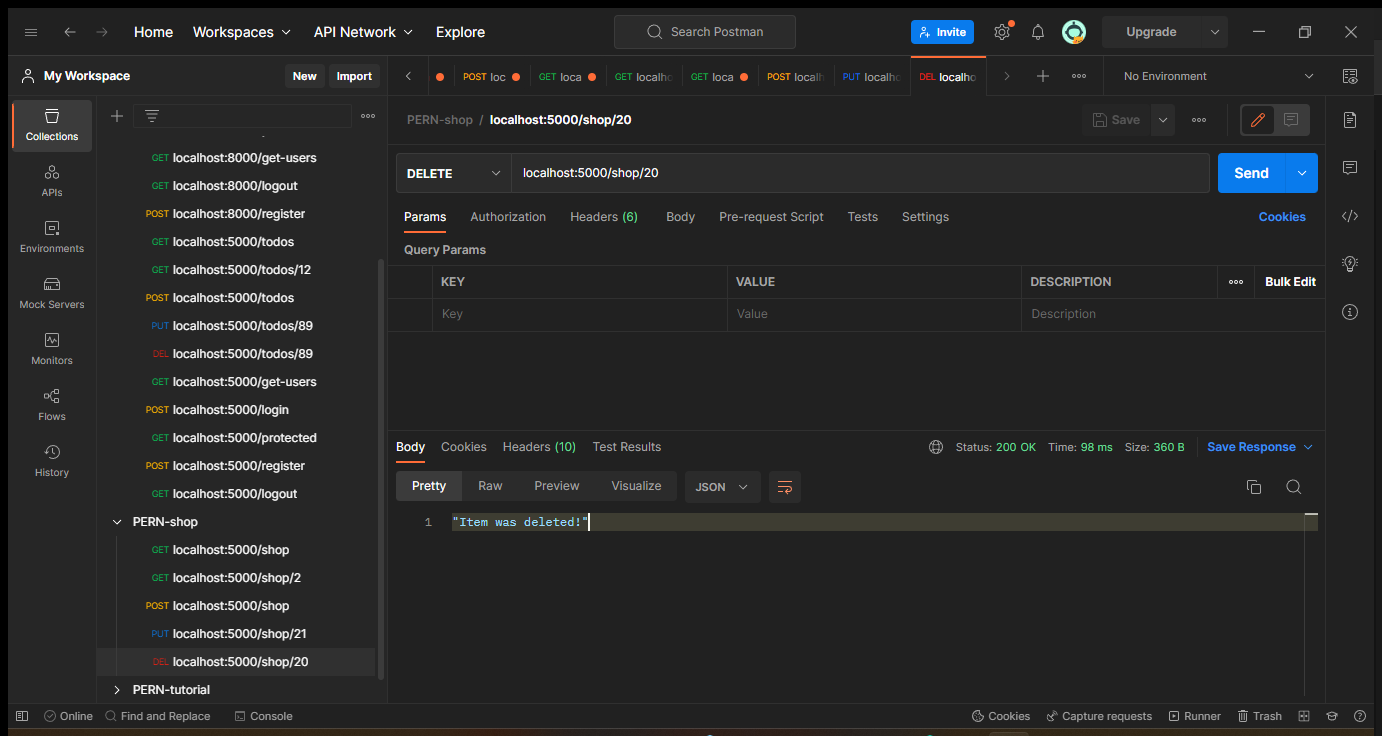 Home Workspaces API Network Explore Search Postman Invite Upgrade
My Workspace New Import
POST loc GET loca GET localho GET loca POST localh PUT localho DEL localho No Environment
Collections
APIs
Environments
Mock Servers
Monitors
Flows
History
GET localhost:8000/get-users
GET localhost:8000/logout
POST localhost:8000/register
GET localhost:5000/todos
GET localhost:5000/todos/12
POST localhost:5000/todos
PUT localhost:5000/todos/89
DEL localhost:5000/todos/89
GET localhost:5000/get-users
POST localhost:5000/login
GET localhost:5000/protected
POST localhost:5000/register
GET localhost:5000/logout
PERN-shop
GET localhost:5000/shop
GET localhost:5000/shop/2
POST localhost:5000/shop
PUT localhost:5000/shop/21
DEL localhost:5000/shop/20
PERN-tutorial
PERN-shop / localhost:5000/shop/20 Save
DELETE localhost:5000/shop/20 Send
Params Authorization Headers (6) Body Pre-request Script Tests Settings Cookies
Query Params
KEY VALUE DESCRIPTION Bulk Edit
Key Value Description
Body Cookies Headers (10) Test Results Status: 200 OK Time: 98 ms Size: 360 B Save Response
Pretty Raw Preview Visualize JSON
1 "Item was deleted!"
Online Find and Replace Console Cookies Capture requests Runner Trash